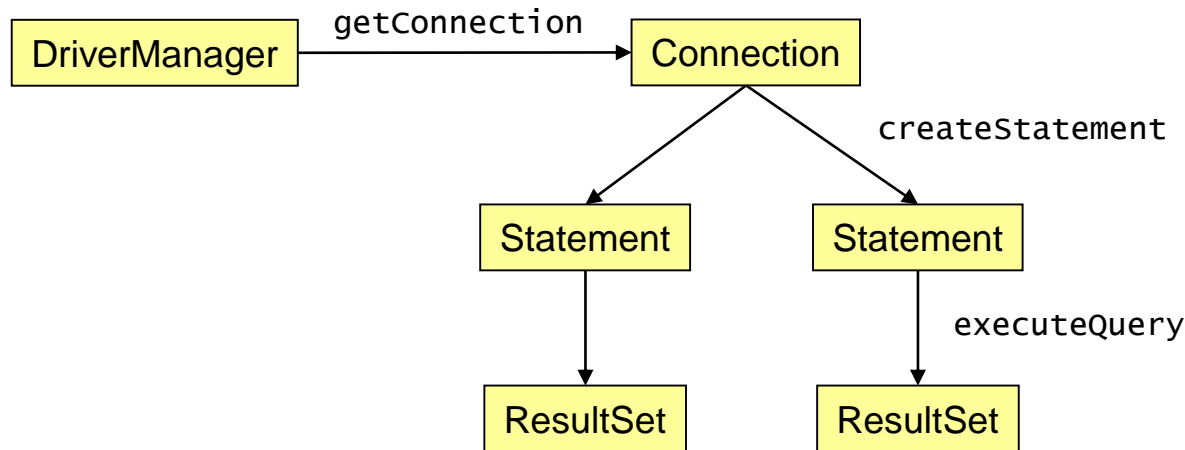 getConnection
DriverManager
Connection
createStatement
Statement
Statement
executeQuery
ResultSet
ResultSet